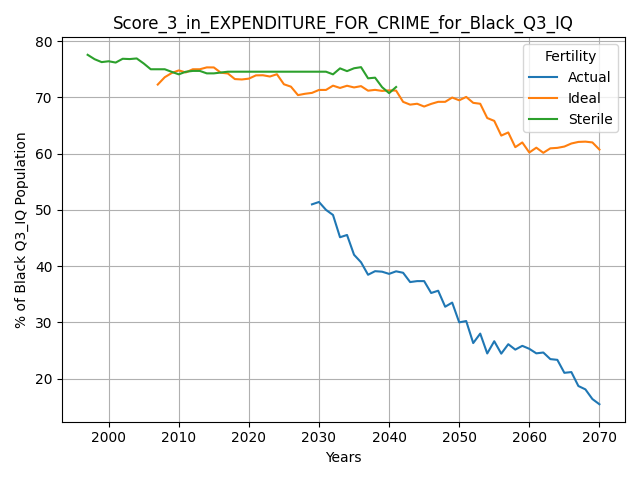 Score_3_in_EXPENDITURE_FOR_CRIME_for_Black_Q3_IQ
% of Black Q3_IQ Population
80
70
60
50
40
30
20
Fertility
Actual
Ideal
Sterile
2000 2010 2020 2030 2040 2050 2060 2070
Years